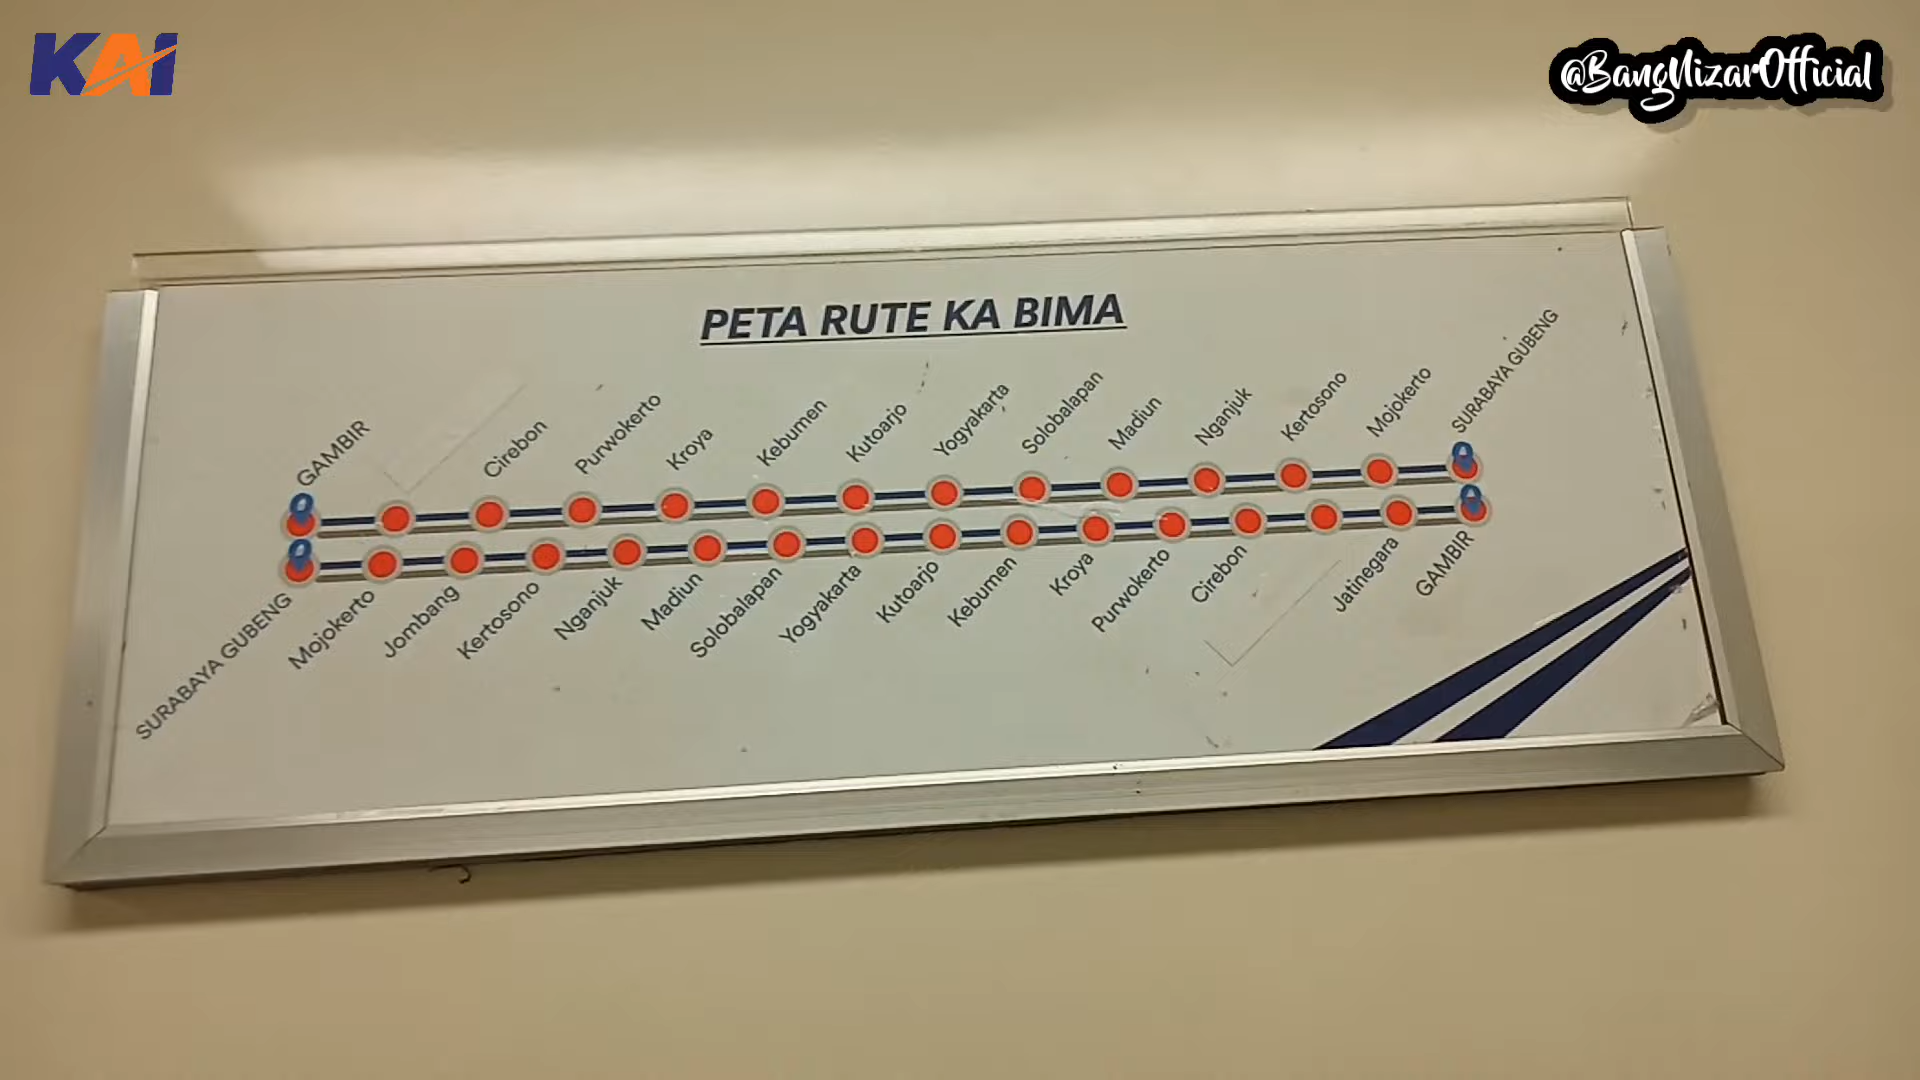 KAI
@BangNizarOfficial
PETA RUTE KA BIMA
GAMBIR
Cirebon
Purwokerto
Kroya
Kebumen
Kutoarjo
Yogyakarta
Solobalapan
Madiun
Nganjuk
Kertosono
Mojokerto
SURABAYA GUBENG
SURABAYA GUBENG
Mojokerto
Jombang
Kertosono
Nganjuk
Madiun
Solobalapan
Yogyakarta
Kutoarjo
Kebumen
Kroya
Purwokerto
Cirebon
Jatinegara
GAMBIR